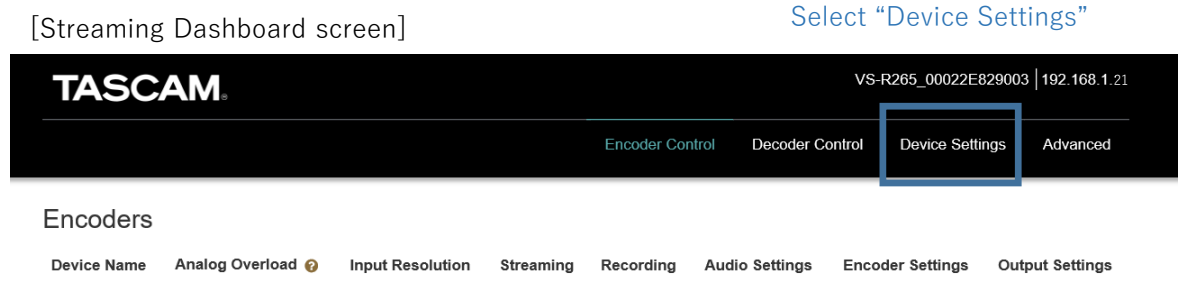 [Streaming Dashboard screen]
Select “Device Settings”
TASCAM®
VS-R265_00022E829003 | 192.168.1.21
Encoder Control Decoder Control Device Settings Advanced
Encoders
Device Name Analog Overload ? Input Resolution Streaming Recording Audio Settings Encoder Settings Output Settings